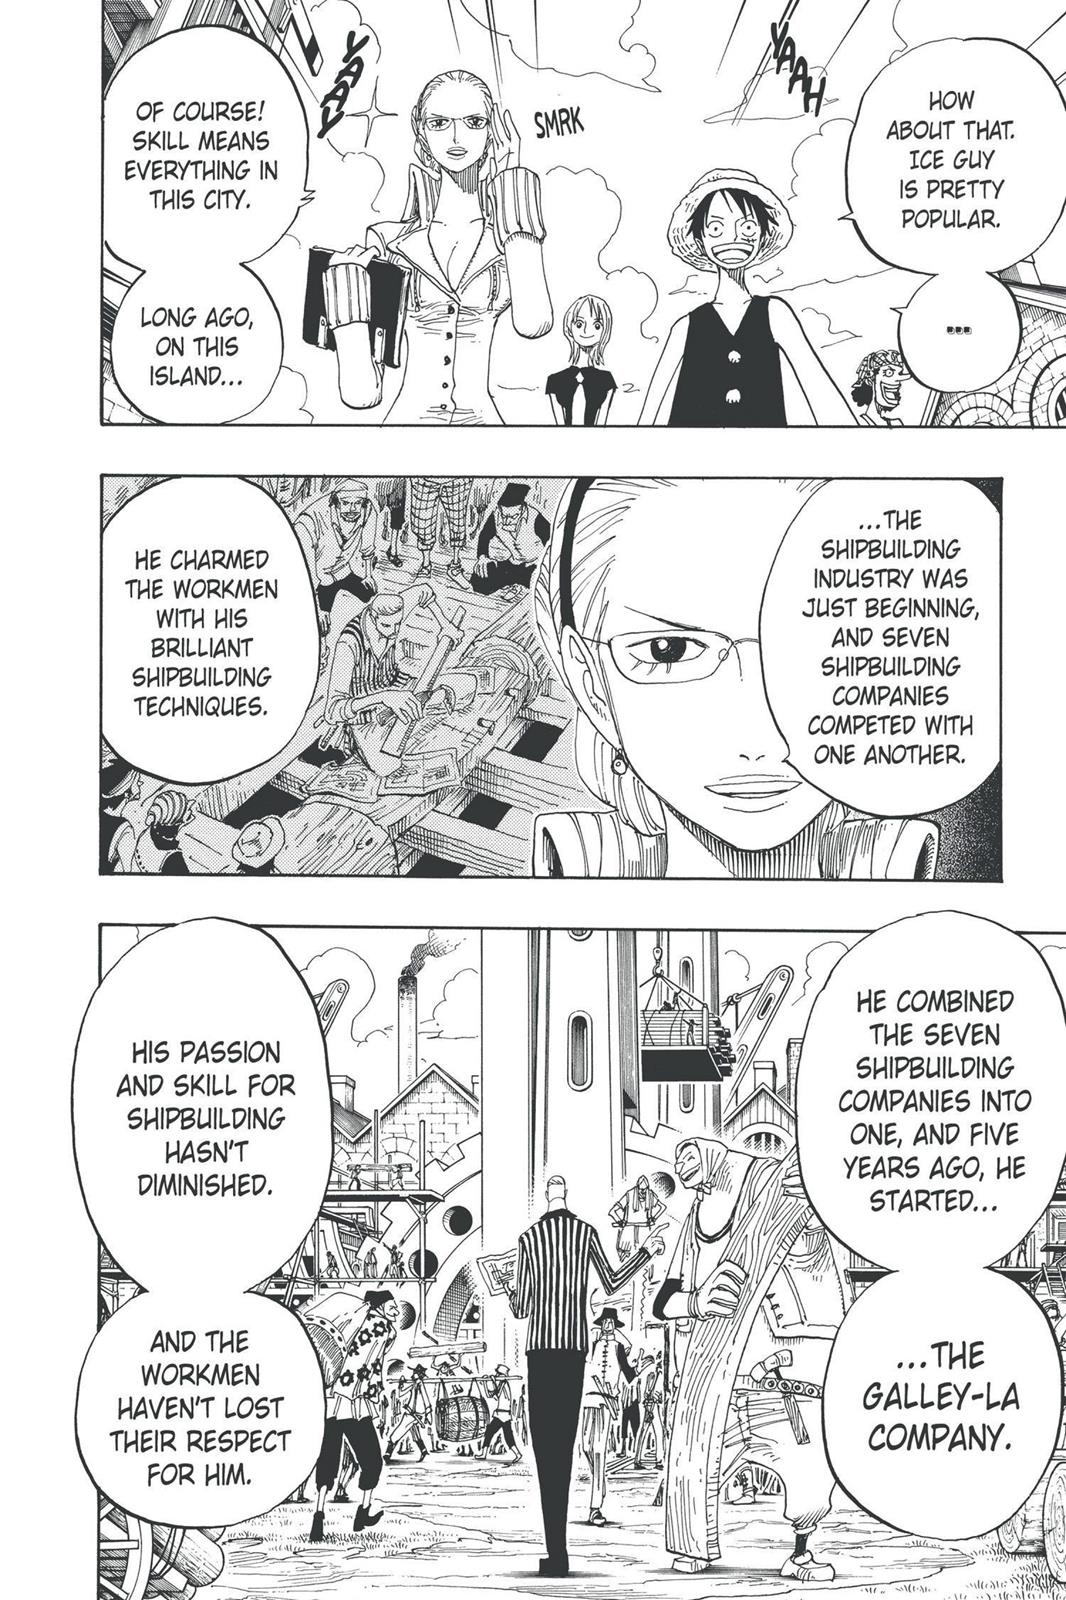 HOW
ABOUT THAT.
ICE GUY
IS PRETTY
POPULAR.
...
YAAH
SMRK
YAAY
OF COURSE!
SKILL MEANS
EVERYTHING IN
THIS CITY.
LONG AGO,
ON THIS
ISLAND...
...THE
SHIPBUILDING
INDUSTRY WAS
JUST BEGINNING,
AND SEVEN
SHIPBUILDING
COMPANIES
COMPETED WITH
ONE ANOTHER.
HE CHARMED
THE WORKMEN
WITH HIS
BRILLIANT
SHIPBUILDING
TECHNIQUES.
HE COMBINED
THE SEVEN
SHIPBUILDING
COMPANIES INTO
ONE, AND FIVE
YEARS AGO, HE
STARTED...
...THE
GALLEY-LA
COMPANY.
HIS PASSION
AND SKILL FOR
SHIPBUILDING
HASN'T
DIMINISHED.
AND THE
WORKMEN
HAVEN'T LOST
THEIR RESPECT
FOR HIM.